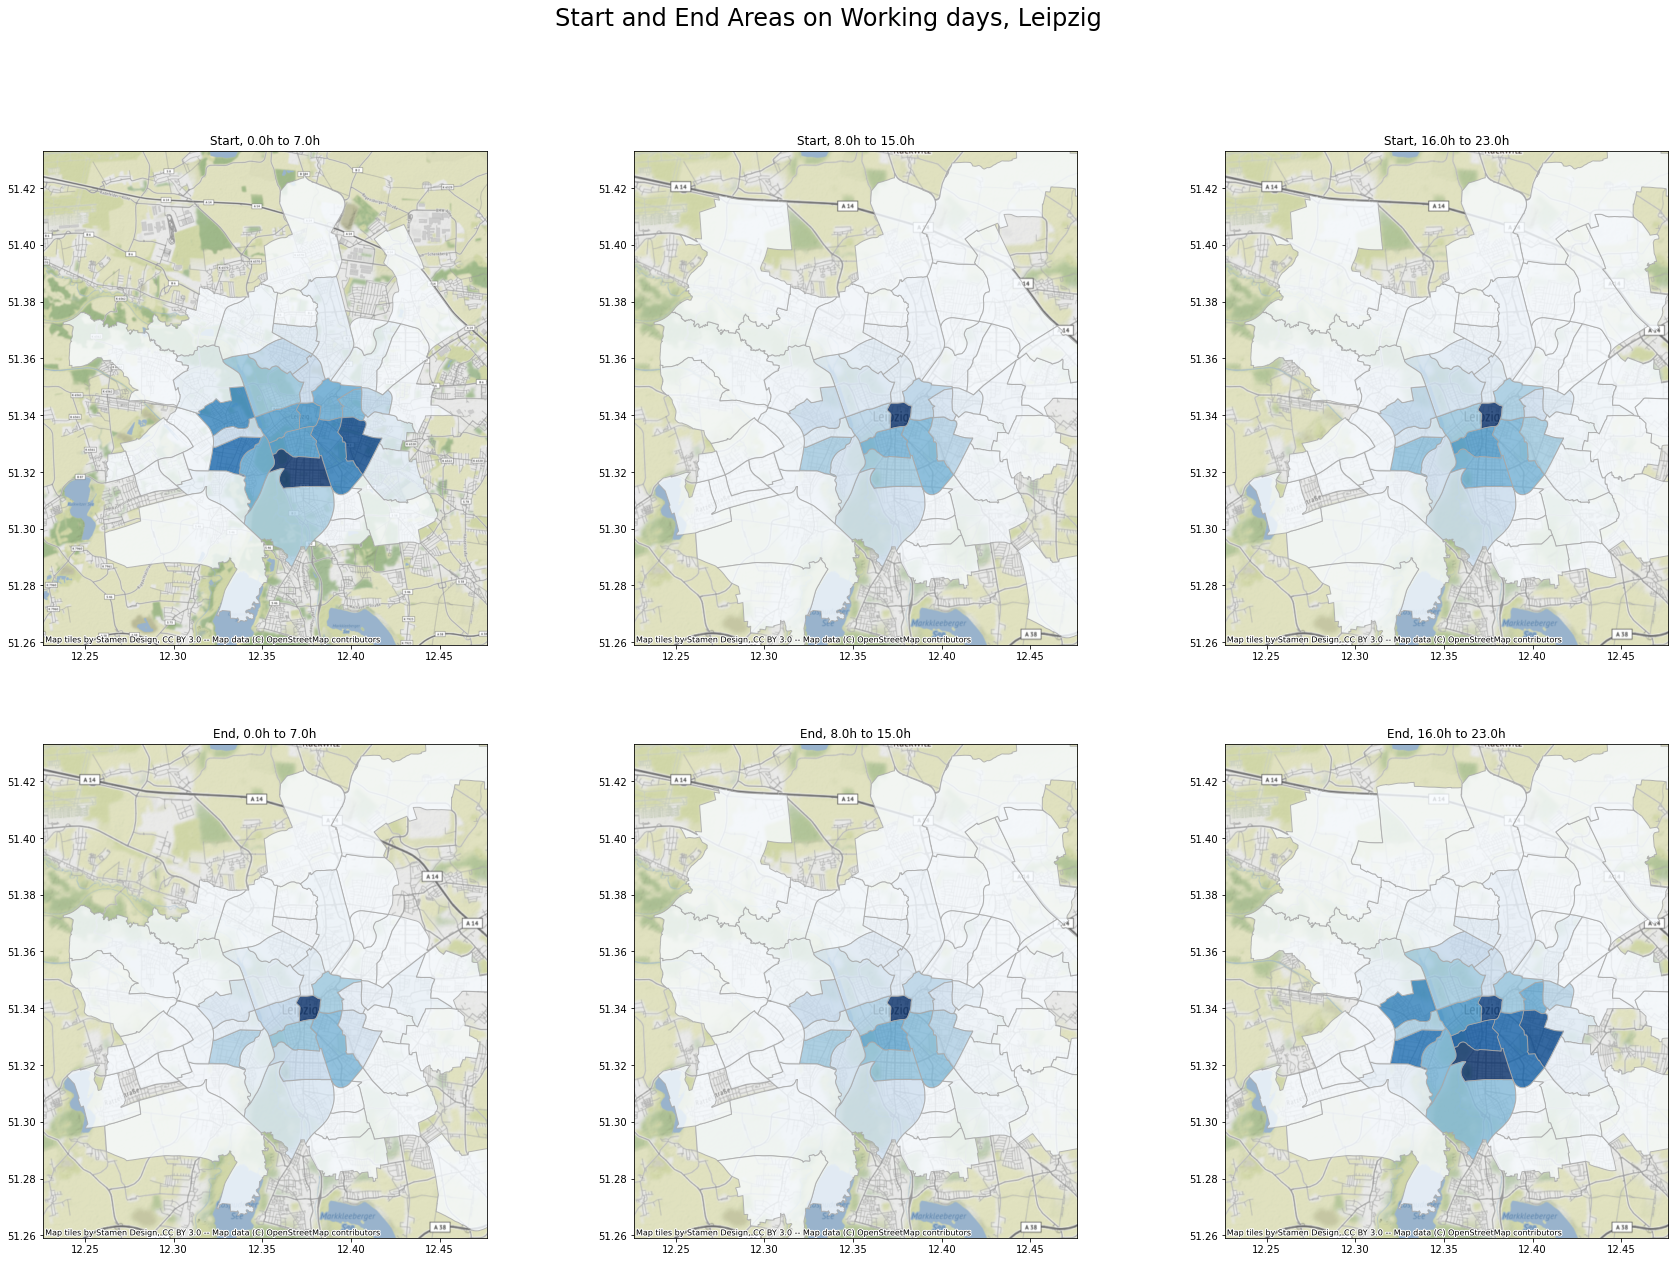 Start and End Areas on Working days, Leipzig
Start, 0.0h to 7.0h
51.42
51.40
51.38
51.36
51.34
51.32
51.30
51.28
51.26
Map tiles by Stamen Design, CC BY 3.0 -- Map data (C) OpenStreetMap contributors
12.25
12.30
12.35
12.40
12.45
Start, 8.0h to 15.0h
51.42
51.40
51.38
51.36
51.34
51.32
51.30
51.28
51.26
A 14
A 14
Leipzig
See
Markkleeberger
See
A 38
Map tiles by Stamen Design, CC BY 3.0 -- Map data (C) OpenStreetMap contributors
12.25
12.30
12.35
12.40
12.45
Start, 16.0h to 23.0h
51.42
51.40
51.38
51.36
51.34
51.32
51.30
51.28
51.26
A 14
A 14
Leipzig
See
Markkleeberger
See
A 38
Map tiles by Stamen Design, CC BY 3.0 -- Map data (C) OpenStreetMap contributors
12.25
12.30
12.35
12.40
12.45
End, 0.0h to 7.0h
51.42
51.40
51.38
51.36
51.34
51.32
51.30
51.28
51.26
A 14
A 14
A 14
A 14
Leipzig
See
Markkleeberger
See
A 38
Map tiles by Stamen Design, CC BY 3.0 -- Map data (C) OpenStreetMap contributors
12.25
12.30
12.35
12.40
12.45
End, 8.0h to 15.0h
51.42
51.40
51.38
51.36
51.34
51.32
51.30
51.28
51.26
A 14
A 14
Leipzig
See
Markkleeberger
See
A 38
Map tiles by Stamen Design, CC BY 3.0 -- Map data (C) OpenStreetMap contributors
12.25
12.30
12.35
12.40
12.45
End, 16.0h to 23.0h
51.42
51.40
51.38
51.36
51.34
51.32
51.30
51.28
51.26
A 14
A 14
Leipzig
See
Markkleeberger
See
A 38
Map tiles by Stamen Design, CC BY 3.0 -- Map data (C) OpenStreetMap contributors
12.25
12.30
12.35
12.40
12.45